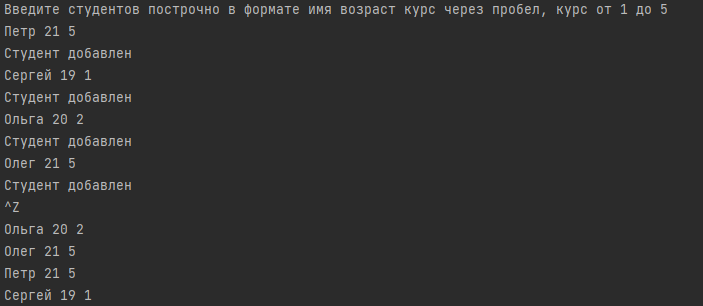 Введите студентов построчно в формате имя возраст курс через пробел, курс от 1 до 5
Петр 21 5
Студент добавлен
Сергей 19 1
Студент добавлен
Ольга 20 2
Студент добавлен
Олег 21 5
Студент добавлен
^Z
Ольга 20 2
Олег 21 5
Петр 21 5
Сергей 19 1